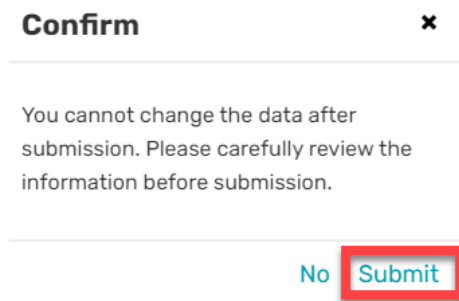 Confirm ×
You cannot change the data after
submission. Please carefully review the
information before submission.
No Submit